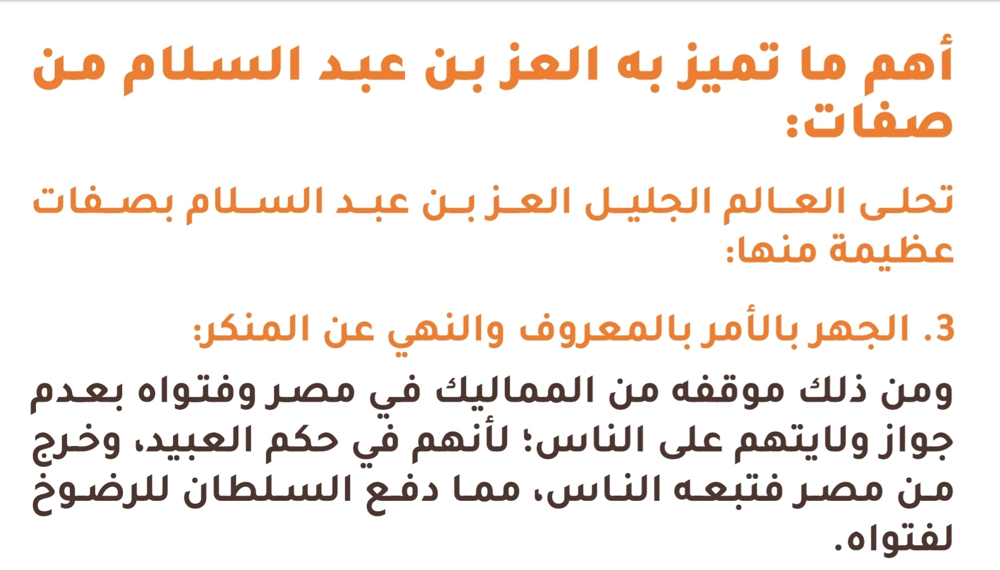 أهم ما تميز به العز بن عبد السلام من
صفات:
تحلى العالم الجليل العز بن عبد السلام بصفات
عظيمة منها:
3. الجهر بالأمر بالمعروف والنهي عن المنكر:
ومن ذلك موقفه من المماليك في مصر وفتواه بعدم
جواز ولايتهم على الناس؛ لأنهم في حكم العبيد، وخرج
من مصر فتبعه الناس، مما دفع السلطان للرضوخ
لفتواه.